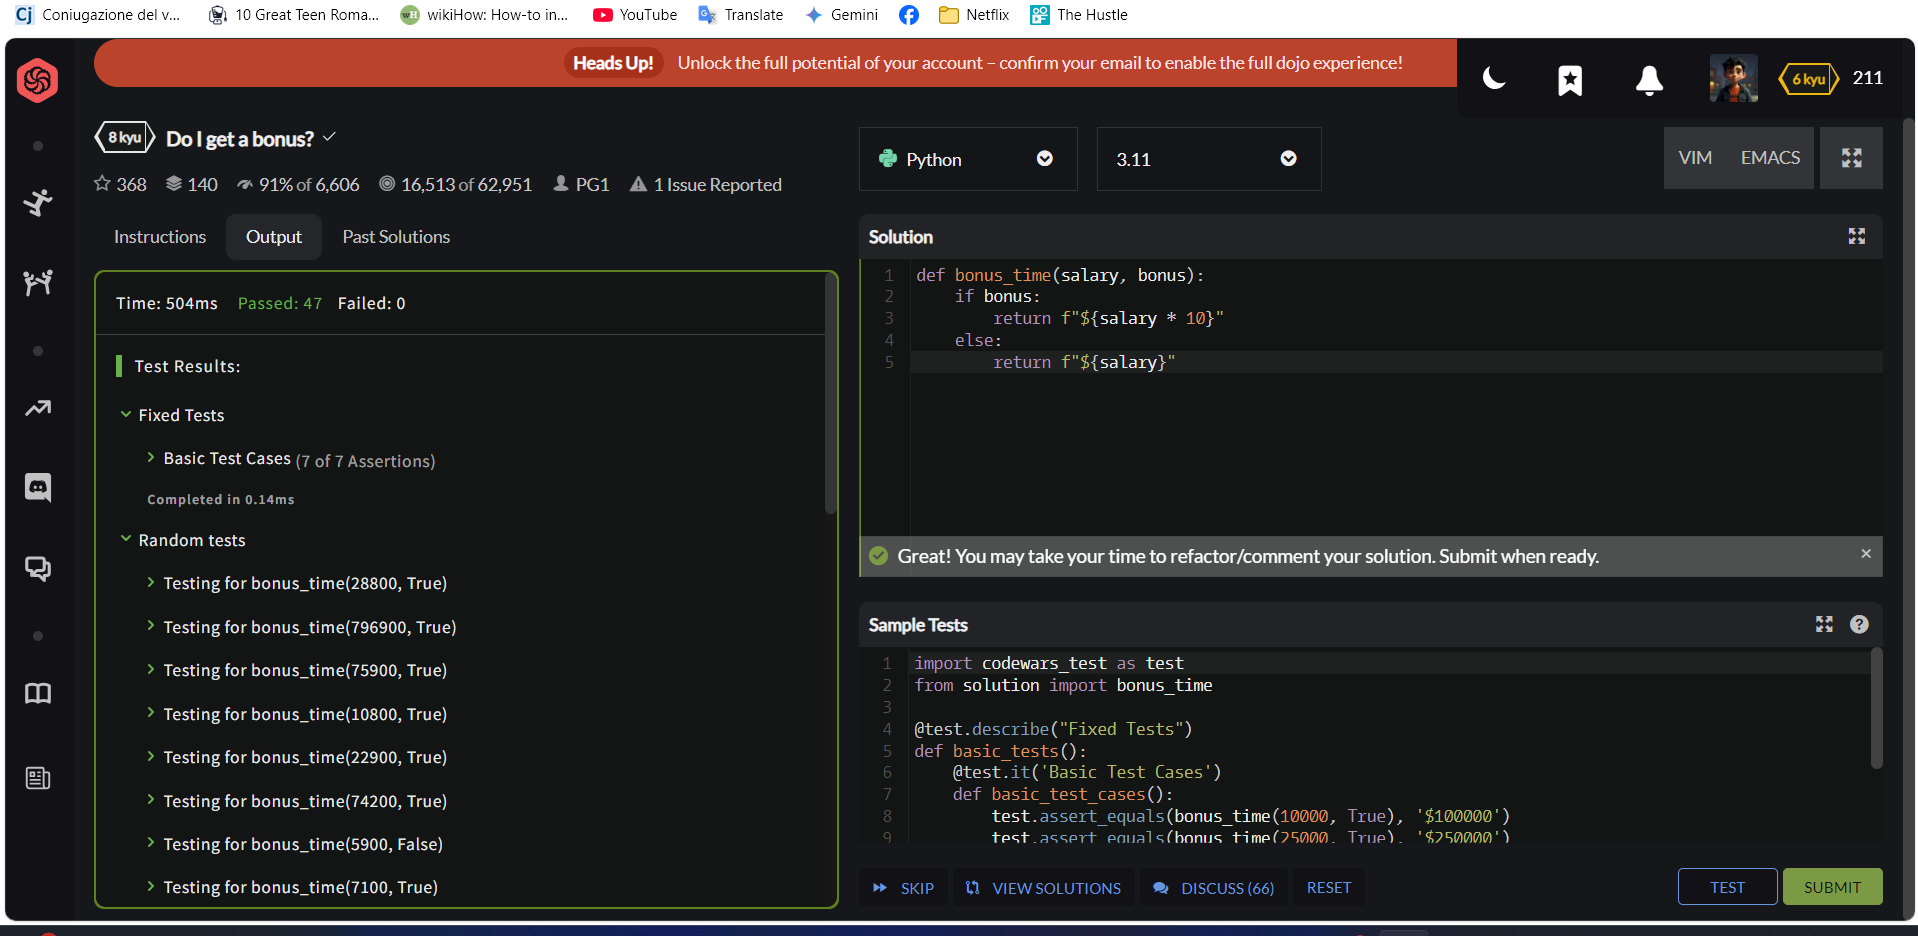 Coniugazione del v...
10 Great Teen Roma...
wikiHow: How-to in...
YouTube
Translate
Gemini
Netflix
The Hustle
Heads Up! Unlock the full potential of your account – confirm your email to enable the full dojo experience!
6 kyu 211
8 kyu Do I get a bonus?
368 140 91% of 6,606 16,513 of 62,951 PG1 1 Issue Reported
Python
3.11
VIM EMACS
Instructions Output Past Solutions
Time: 504ms Passed: 47 Failed: 0
Test Results:
Fixed Tests
Basic Test Cases (7 of 7 Assertions)
Completed in 0.14ms
Random tests
Testing for bonus_time(28800, True)
Testing for bonus_time(796900, True)
Testing for bonus_time(75900, True)
Testing for bonus_time(10800, True)
Testing for bonus_time(22900, True)
Testing for bonus_time(74200, True)
Testing for bonus_time(5900, False)
Testing for bonus_time(7100, True)
Solution
1 def bonus_time(salary, bonus):
2     if bonus:
3         return f"${salary * 10}"
4     else:
5         return f"${salary}"
Great! You may take your time to refactor/comment your solution. Submit when ready.
Sample Tests
1 import codewars_test as test
2 from solution import bonus_time
3
4 @test.describe("Fixed Tests")
5 def basic_tests():
6     @test.it('Basic Test Cases')
7     def basic_test_cases():
8         test.assert_equals(bonus_time(10000, True), '$100000')
9         test.assert_equals(bonus_time(25000, True), '$250000')
SKIP VIEW SOLUTIONS DISCUSS (66) RESET TEST SUBMIT